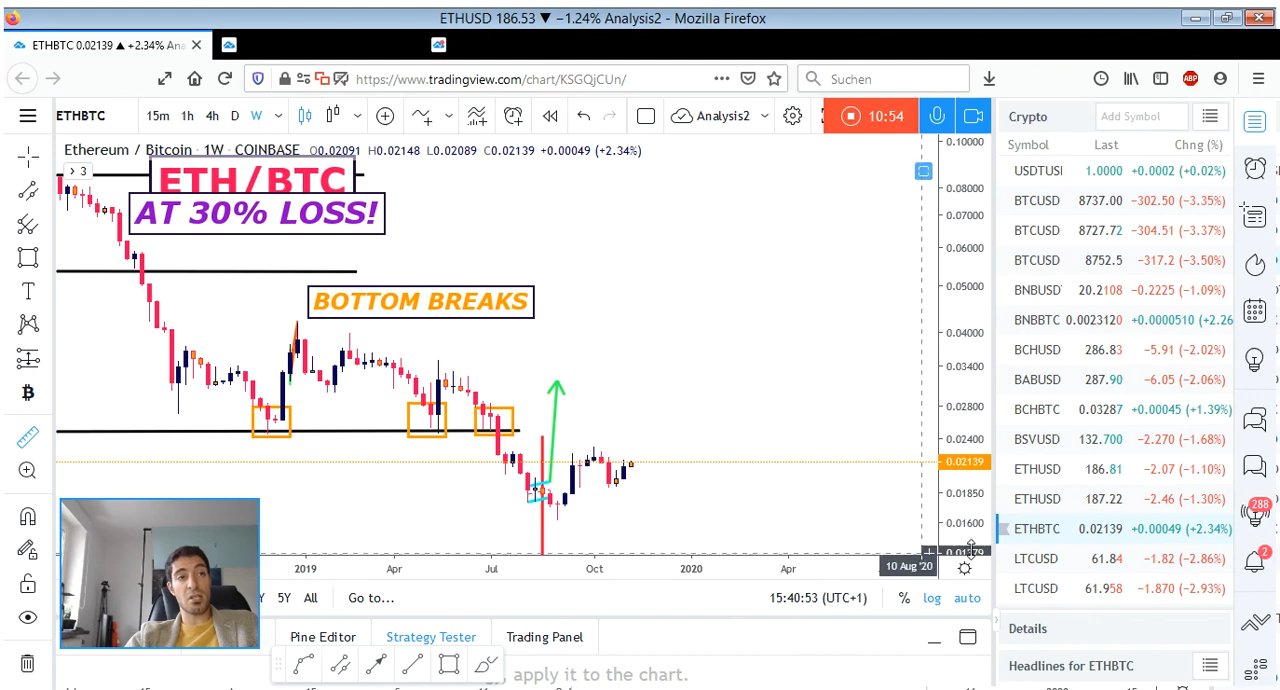 ETHUSD 186.53 ▼ −1.24% Analysis2 - Mozilla Firefox
ETHBTC 0.02139 ▲ +2.34% Ana
https://www.tradingview.com/chart/KSGQjCUn/
Suchen
ABP
ETHBTC 15m 1h 4h D W Analysis2 10:54
Ethereum / Bitcoin · 1W · COINBASE O0.02091 H0.02148 L0.02089 C0.02139 +0.00049 (+2.34%)
3
ETH/BTC
AT 30% LOSS!
BOTTOM BREAKS
0.10000
0.08000
0.07000
0.06000
0.05000
0.04000
0.03400
0.02800
0.02400
0.02139
0.01850
0.01600
2019 Apr Jul Oct 2020 Apr 10 Aug '20
5Y All Go to... 15:40:53 (UTC+1) % log auto
Pine Editor Strategy Tester Trading Panel
apply it to the chart.
Crypto Add Symbol
Symbol Last Chng (%)
USDTUSI 1.0000 +0.0002 (+0.02%)
BTCUSD 8737.00 −302.50 (−3.35%)
BTCUSD 8727.72 −304.51 (−3.37%)
BTCUSD 8752.5 −317.2 (−3.50%)
BNBUSD 20.2108 −0.2225 (−1.09%)
BNBBTC 0.0023120 +0.0000510 (+2.26
BCHUSD 286.83 −5.91 (−2.02%)
BABUSD 287.90 −6.05 (−2.06%)
BCHBTC 0.03287 +0.00045 (+1.39%)
BSVUSD 132.700 −2.270 (−1.68%)
ETHUSD 186.81 −2.07 (−1.10%)
ETHUSD 187.22 −2.46 (−1.30%)
ETHBTC 0.02139 +0.00049 (+2.34%)
LTCUSD 61.84 −1.82 (−2.86%)
LTCUSD 61.958 −1.870 (−2.93%)
Details
Headlines for ETHBTC
288
2